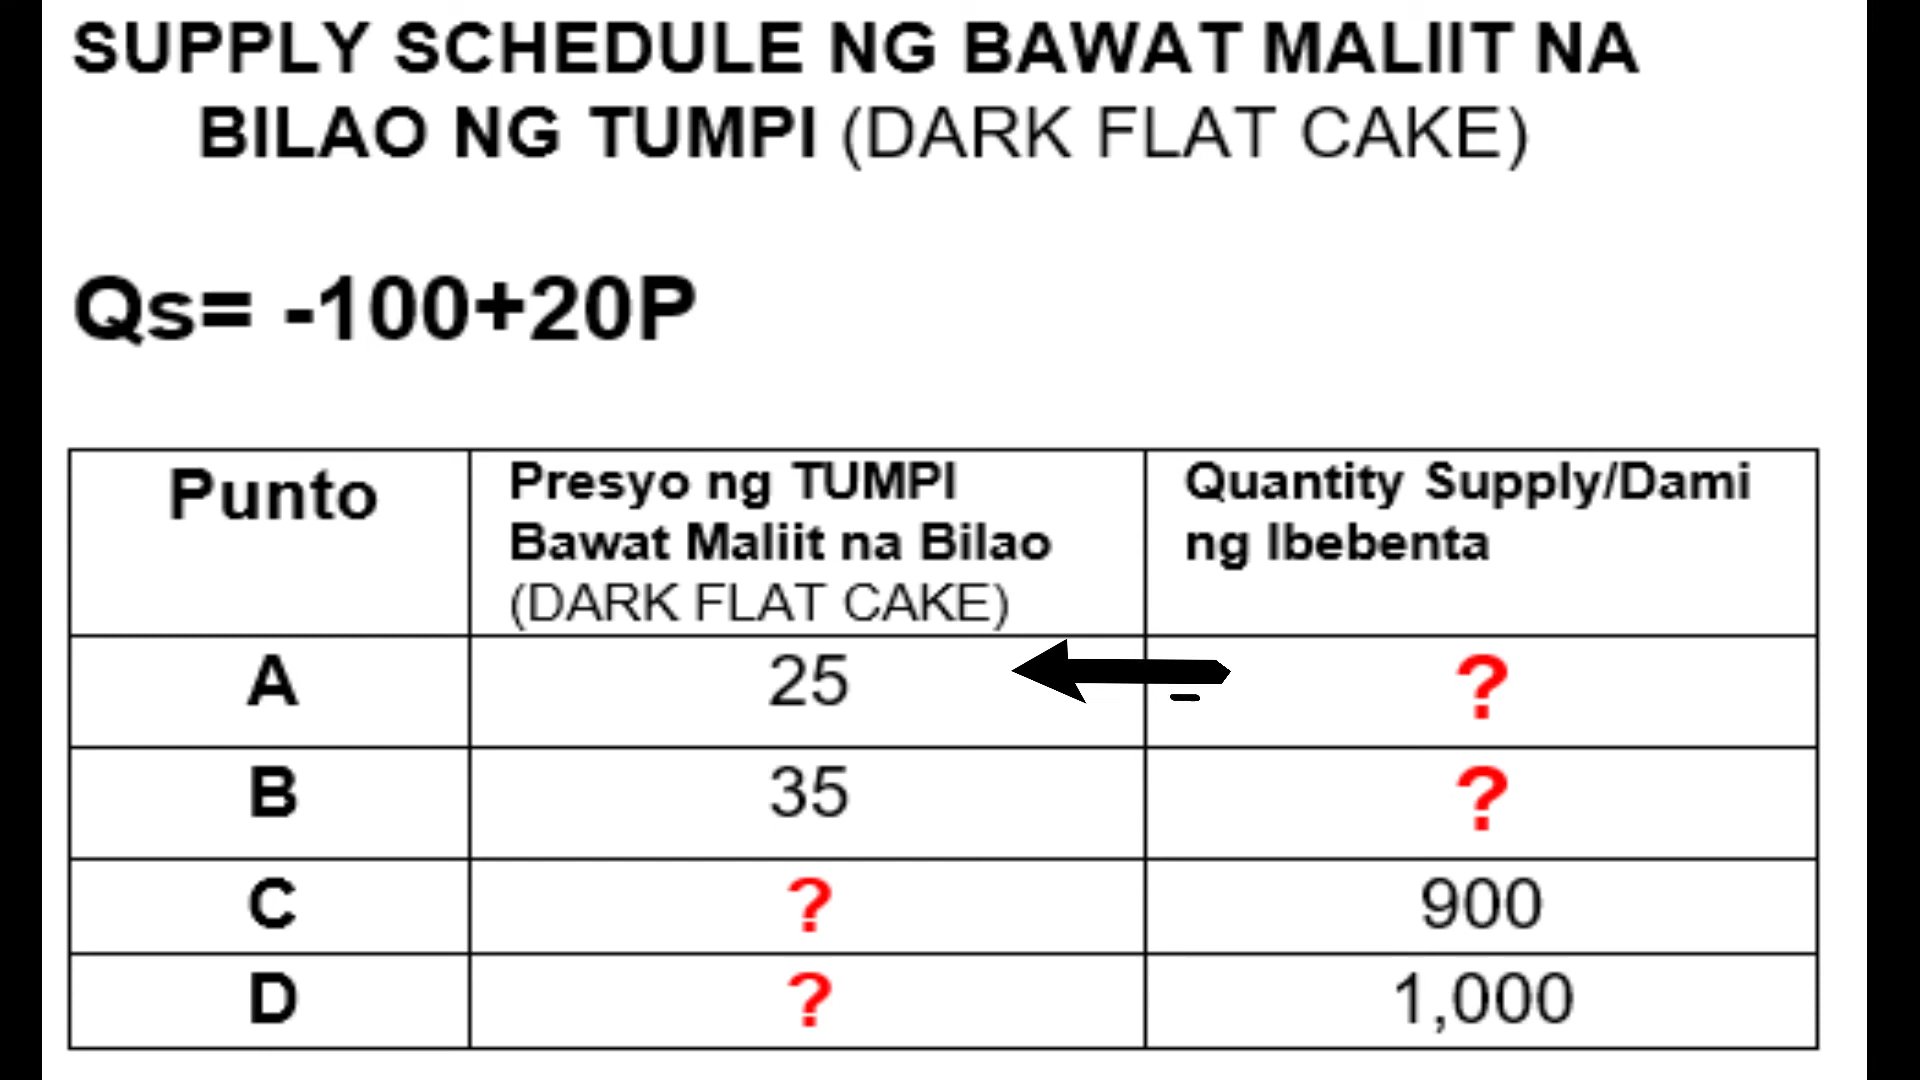 SUPPLY SCHEDULE NG BAWAT MALIIT NA
BILAO NG TUMPI (DARK FLAT CAKE)
Qs= -100+20P
Punto
Presyo ng TUMPI
Bawat Maliit na Bilao
(DARK FLAT CAKE)
Quantity Supply/Dami
ng Ibebenta
A 25 ?
B 35 ?
C ? 900
D ? 1,000